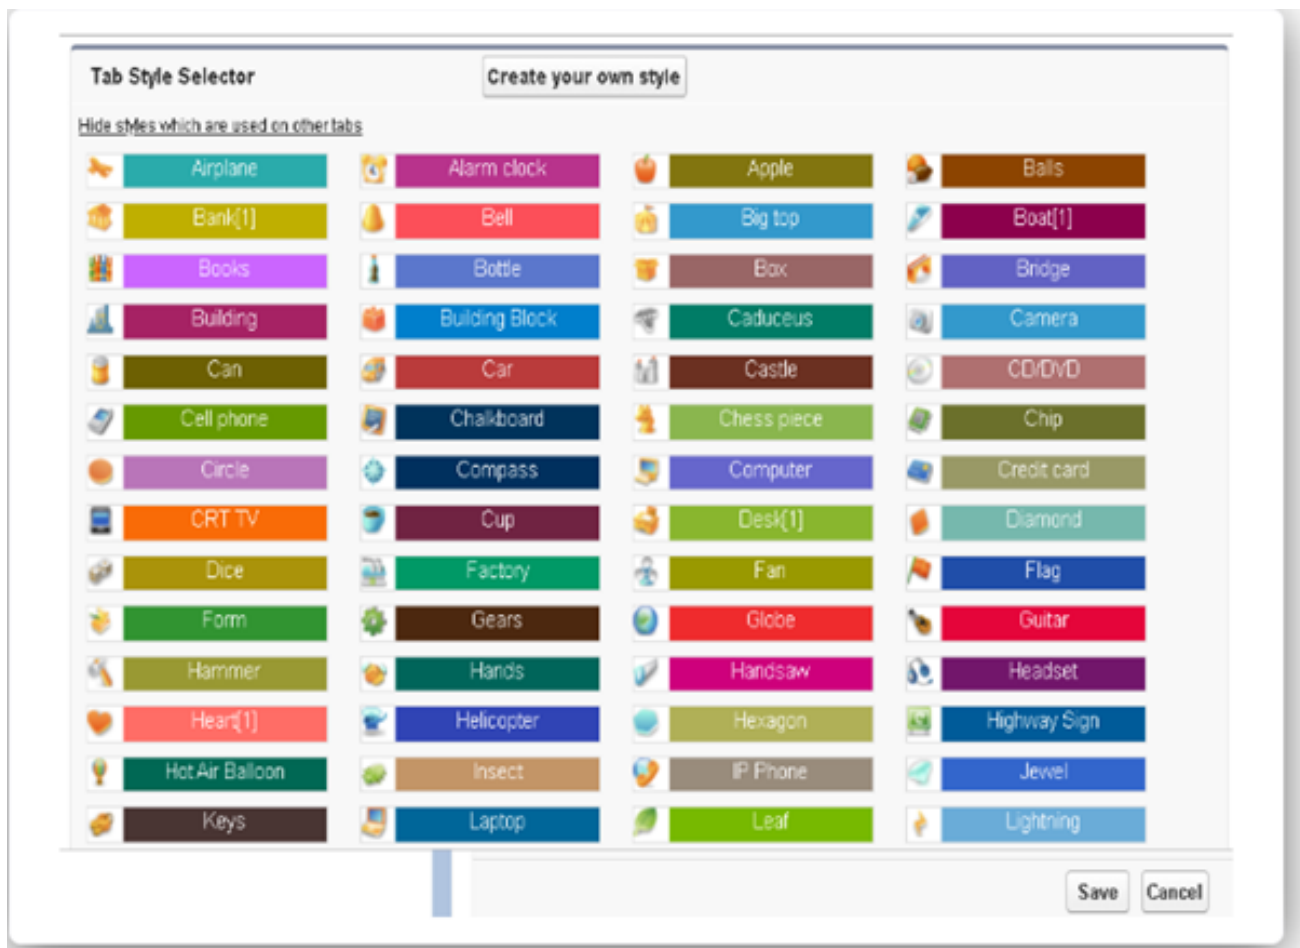 Tab Style Selector Create your own style
Hide styles which are used on other tabs
Airplane Alarm clock Apple Balls
Bank[1] Bell Big top Boat[1]
Books Bottle Box Bridge
Building Building Block Caduceus Camera
Can Car Castle CD/DVD
Cell phone Chalkboard Chess piece Chip
Circle Compass Computer Credit card
CRT TV Cup Desk[1] Diamond
Dice Factory Fan Flag
Form Gears Globe Guitar
Hammer Hands Handsaw Headset
Heart[1] Helicopter Hexagon Highway Sign
Hot Air Balloon Insect IP Phone Jewel
Keys Laptop Leaf Lightning
Save Cancel